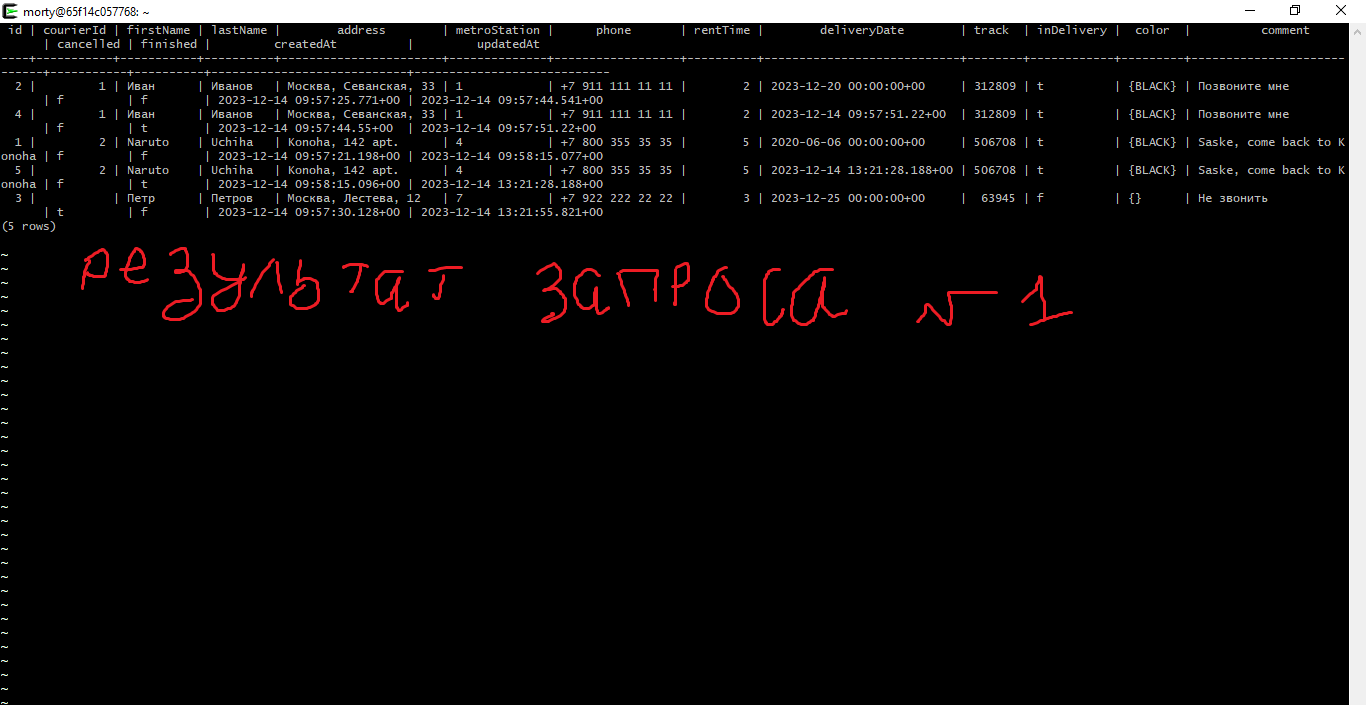 morty@65f14c057768: ~
id | courierId | firstName | lastName | address | metroStation | phone | rentTime | deliveryDate | track | inDelivery | color | comment
| cancelled | finished | createdAt | updatedAt
----+-----------+-----------+----------+-----------------------+--------------+------------------+----------+----------------------------+--------+------------+---------+----------------------
------+-----------+----------+----------------------------+----------------------------
2 | 1 | Иван | Иванов | Москва, Севанская, 33 | 1 | +7 911 111 11 11 | 2 | 2023-12-20 00:00:00+00 | 312809 | t | {BLACK} | Позвоните мне
| f | f | 2023-12-14 09:57:25.771+00 | 2023-12-14 09:57:44.541+00
4 | 1 | Иван | Иванов | Москва, Севанская, 33 | 1 | +7 911 111 11 11 | 2 | 2023-12-14 09:57:51.22+00 | 312809 | t | {BLACK} | Позвоните мне
| f | t | 2023-12-14 09:57:44.55+00 | 2023-12-14 09:57:51.22+00
1 | 2 | Naruto | Uchiha | Konoha, 142 apt. | 4 | +7 800 355 35 35 | 5 | 2020-06-06 00:00:00+00 | 506708 | t | {BLACK} | Saske, come back to K
onoha | f | f | 2023-12-14 09:57:21.198+00 | 2023-12-14 09:58:15.077+00
5 | 2 | Naruto | Uchiha | Konoha, 142 apt. | 4 | +7 800 355 35 35 | 5 | 2023-12-14 13:21:28.188+00 | 506708 | t | {BLACK} | Saske, come back to K
onoha | f | t | 2023-12-14 09:58:15.096+00 | 2023-12-14 13:21:28.188+00
3 | | Петр | Петров | Москва, Лестева, 12 | 7 | +7 922 222 22 22 | 3 | 2023-12-25 00:00:00+00 | 63945 | f | {} | Не звонить
| t | f | 2023-12-14 09:57:30.128+00 | 2023-12-14 13:21:55.821+00
(5 rows)
результат запроса №1